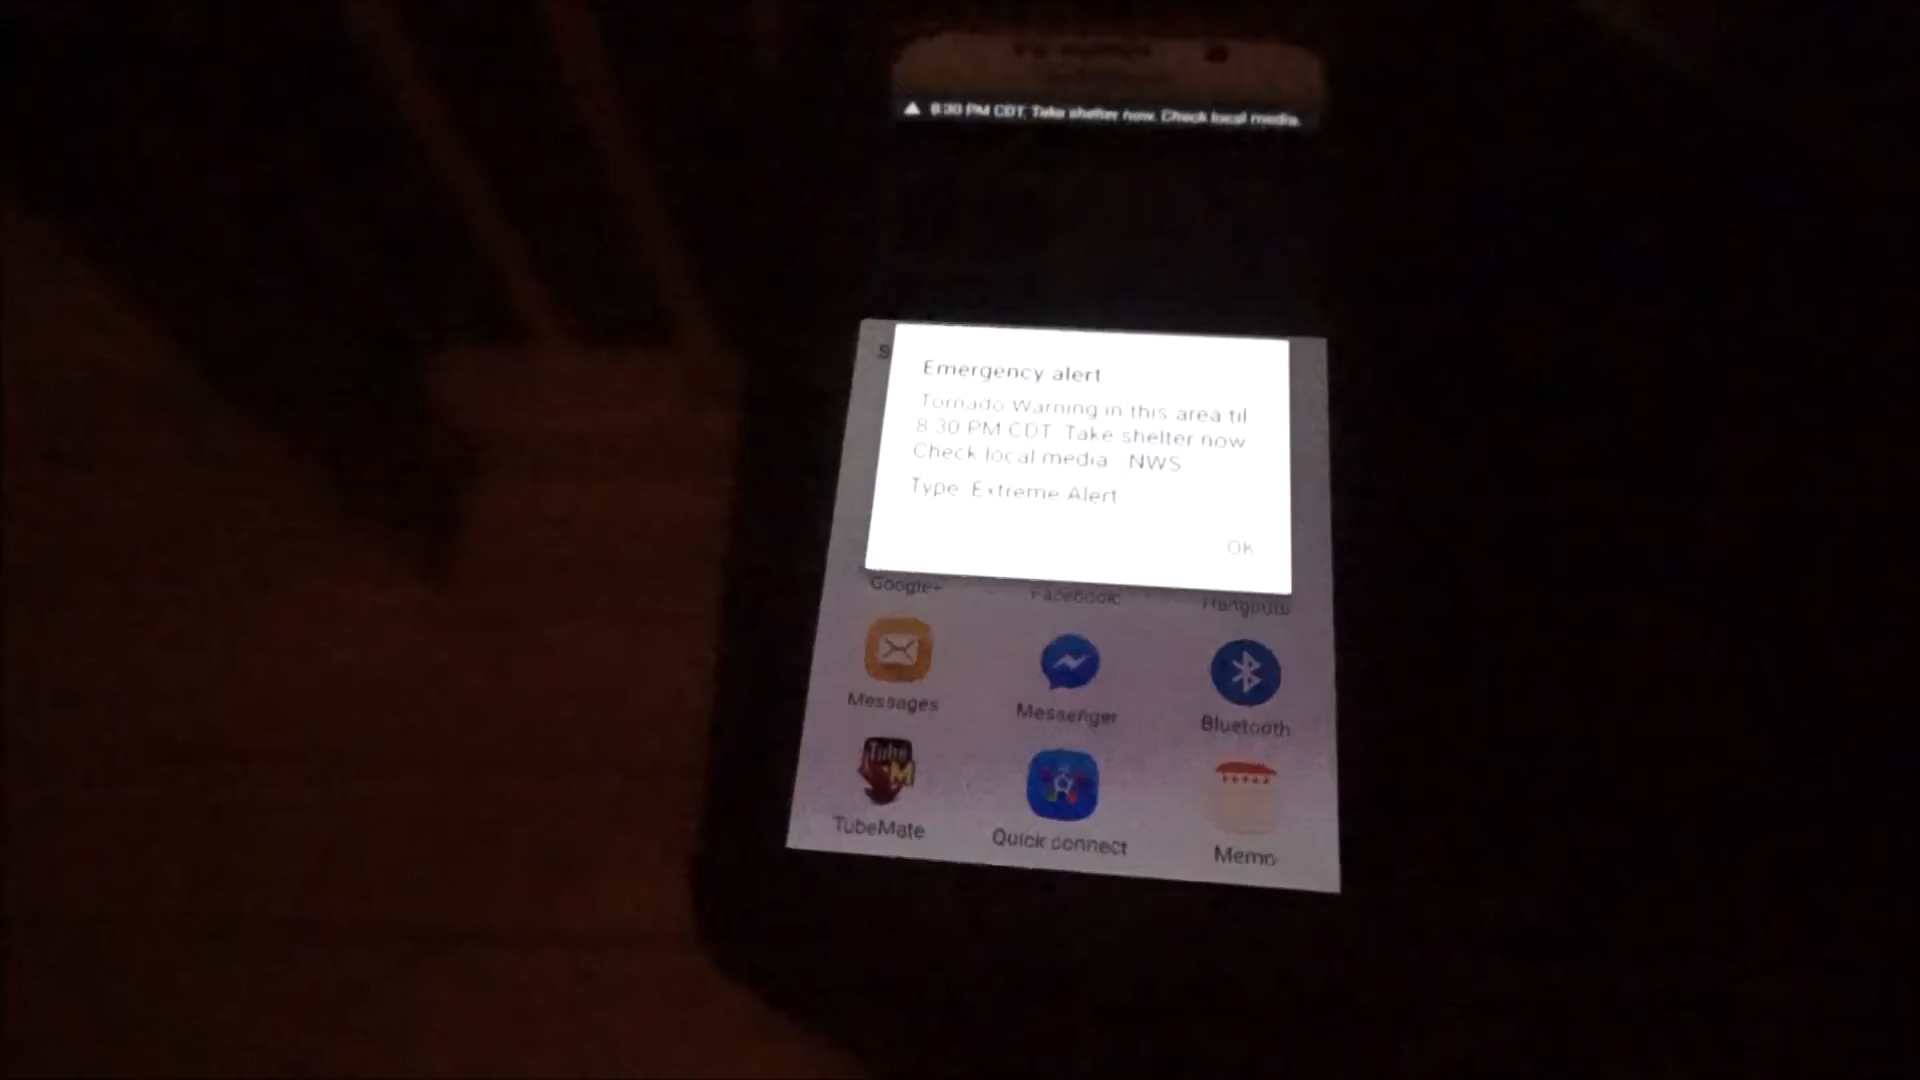 8:30 PM CDT. Take shelter now. Check local media.
S
Emergency alert
Tornado Warning in this area til
8:30 PM CDT. Take shelter now.
Check local media. NWS
Type: Extreme Alert
OK
Google+ Facebook Hangouts
Messages Messenger Bluetooth
Tube
M
TubeMate Quick connect Memo